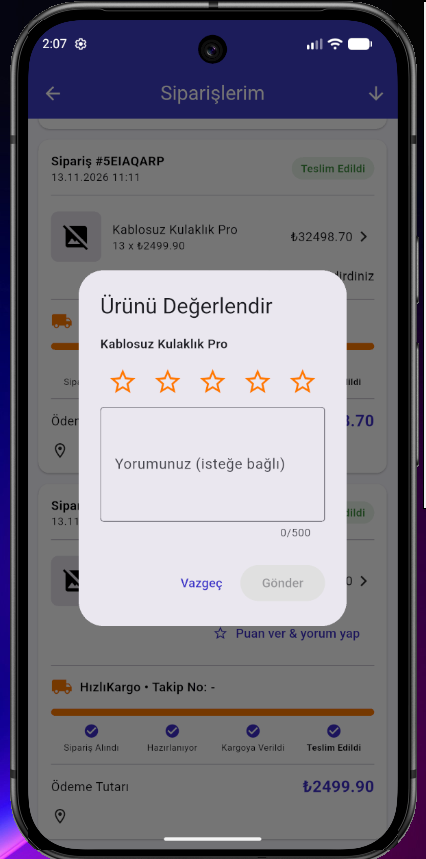 2:07
Siparişlerim
Sipariş #5EIAQARP
13.11.2026 11:11
Teslim Edildi
Kablosuz Kulaklık Pro
13 x ₺2499.90
₺32498.70
Ürünü Değerlendir
Kablosuz Kulaklık Pro
Yorumunuz (isteğe bağlı)
0/500
Vazgeç
Gönder
Puan ver & yorum yap
HızlıKargo • Takip No: -
Sipariş Alındı
Hazırlanıyor
Kargoya Verildi
Teslim Edildi
Ödeme Tutarı
₺2499.90